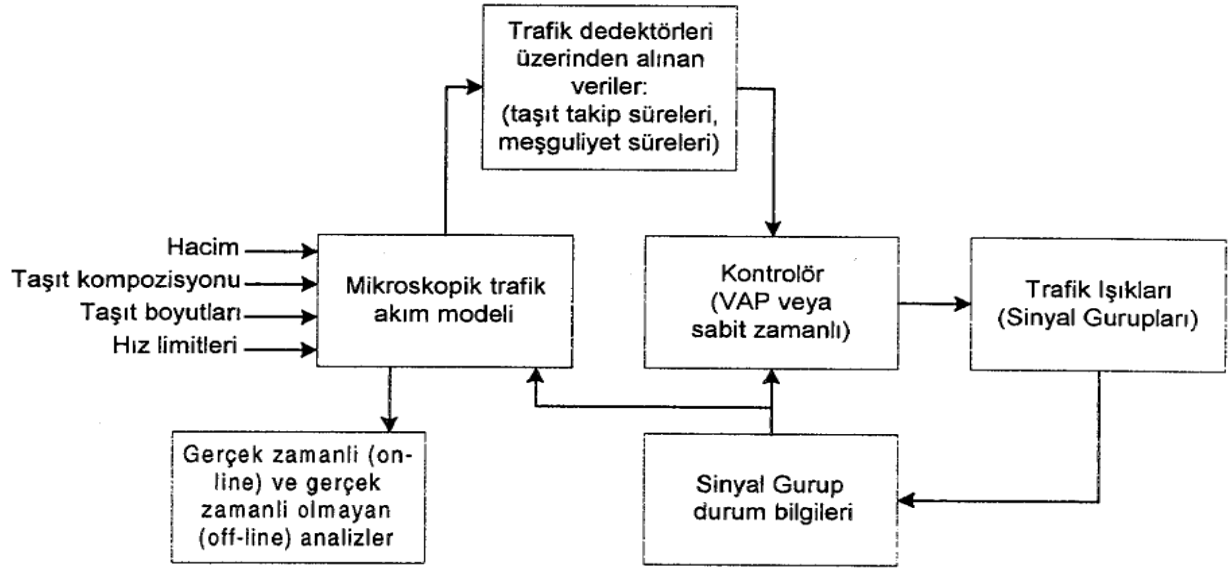 Trafik dedektörleri
üzerinden alınan
veriler:
(taşıt takip süreleri,
meşguliyet süreleri)
Hacim
Taşıt kompozisyonu
Taşıt boyutları
Hız limitleri
Mikroskopik trafik
akım modeli
Kontrolör
(VAP veya
sabit zamanlı)
Trafik Işıkları
(Sinyal Gurupları)
Gerçek zamanli (on-
line) ve gerçek
zamanli olmayan
(off-line) analizler
Sinyal Gurup
durum bilgileri